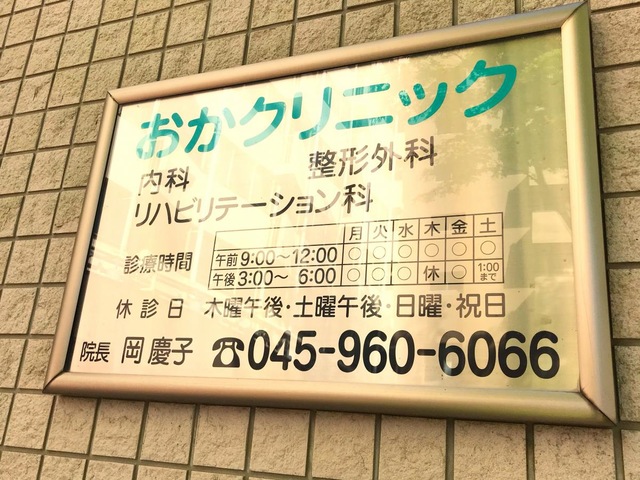 おかクリニック
内科 整形外科
リハビリテーション科
診療時間
月 火 水 木 金 土
午前 9:00〜12:00 ○ ○ ○ ○ ○ ○
午後 3:00〜 6:00 ○ ○ ○ 休 ○ 1:00まで
休診日 木曜午後・土曜午後・日曜・祝日
院長 岡慶子 ☎045-960-6066